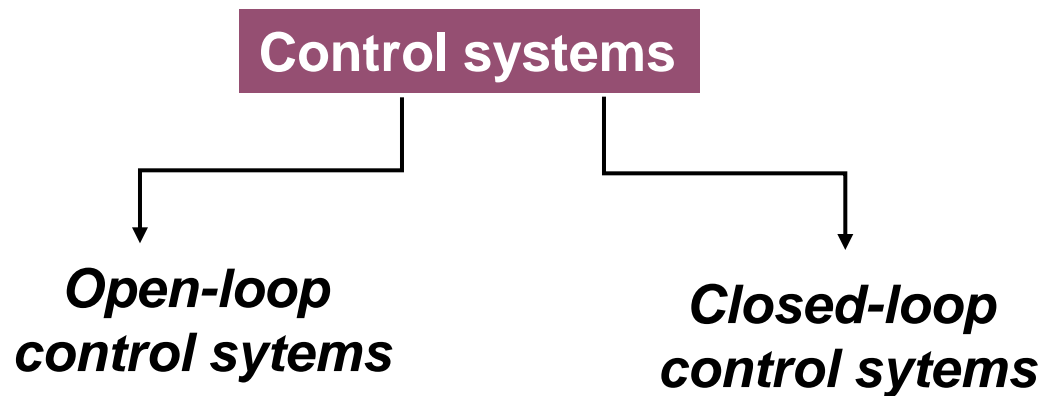 Control systems
Open-loop
control sytems
Closed-loop
control sytems